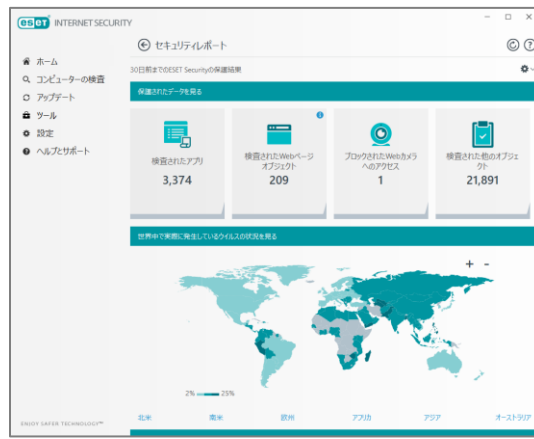 eset INTERNET SECURITY
セキュリティレポート
ホーム
コンピューターの検査
アップデート
ツール
設定
ヘルプとサポート
30日前までのESET Securityの保護結果
保護されたデータを見る
検査されたアプリ
3,374
検査されたWebページ
オブジェクト
209
ブロックされたWebカメラ
へのアクセス
1
検査された他のオブジェ
クト
21,891
世界中で実際に発生しているウイルスの状況を見る
+ -
2% 25%
北米 南米 欧州 アフリカ アジア オーストラリア
ENJOY SAFER TECHNOLOGY™